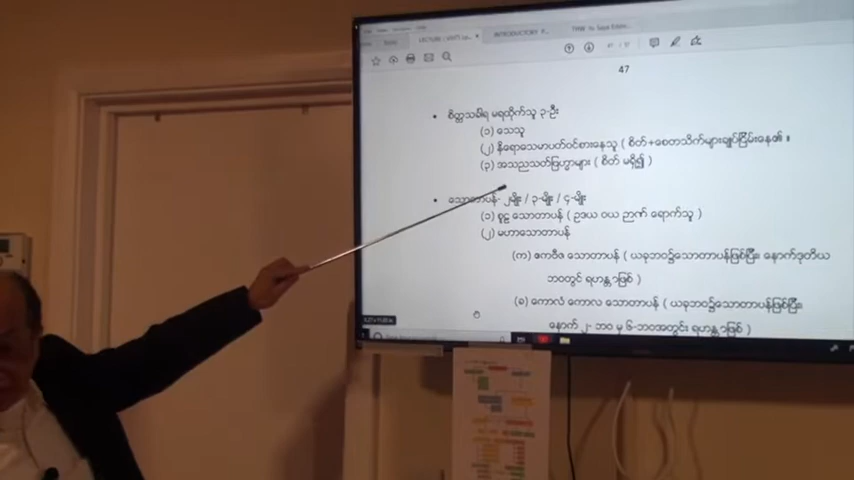 INTRODUCTORY P...
47
• စိတ္တသင်္ခါရ မရထိုက်သူ ၃-ဦး
(၁) သေသူ
(၂) နိရောသေမာပတ်ဝင်စားနေသူ ( စိတ်+စေတသိက်များချုပ်ငြိမ်းနေ၏ ။
(၃) အသညသတ်ဗြဟ္မာများ ( စိတ် မရှိ၍ )
• သောတာပန်- ၂မျိုး / ၃-မျိုး / ၄-မျိုး
(၁) စူဠ သောတာပန် ( ဥဒယ ဝယ ဉာဏ် ရောက်သူ )
(၂) မဟာသောတာပန်
(က) ဧကဗီဇ သောတာပန် ( ယခုဘဝ၌သောတာပန်ဖြစ်ပြီး၊ နောက်ဒုတိယ
ဘဝတွင် ရဟန္တာဖြစ် )
(ခ) ကောလံ ကောလ သောတာပန် ( ယခုဘဝ၌သောတာပန်ဖြစ်ပြီး
နောက် ၂- ဘဝ မှ ၆-ဘဝအတွင်း ရဟန္တာဖြစ် )